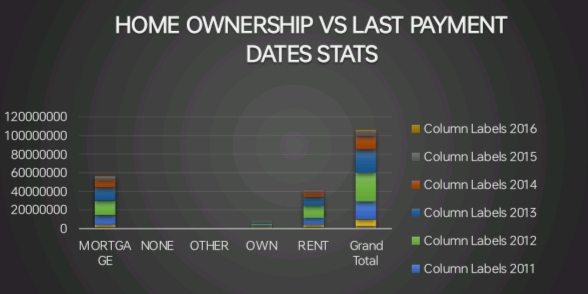 HOME OWNERSHIP VS LAST PAYMENT
DATES STATS
120000000
100000000
80000000
60000000
40000000
20000000
0
MORTGA
GE
NONE
OTHER
OWN
RENT
Grand
Total
Column Labels 2016
Column Labels 2015
Column Labels 2014
Column Labels 2013
Column Labels 2012
Column Labels 2011